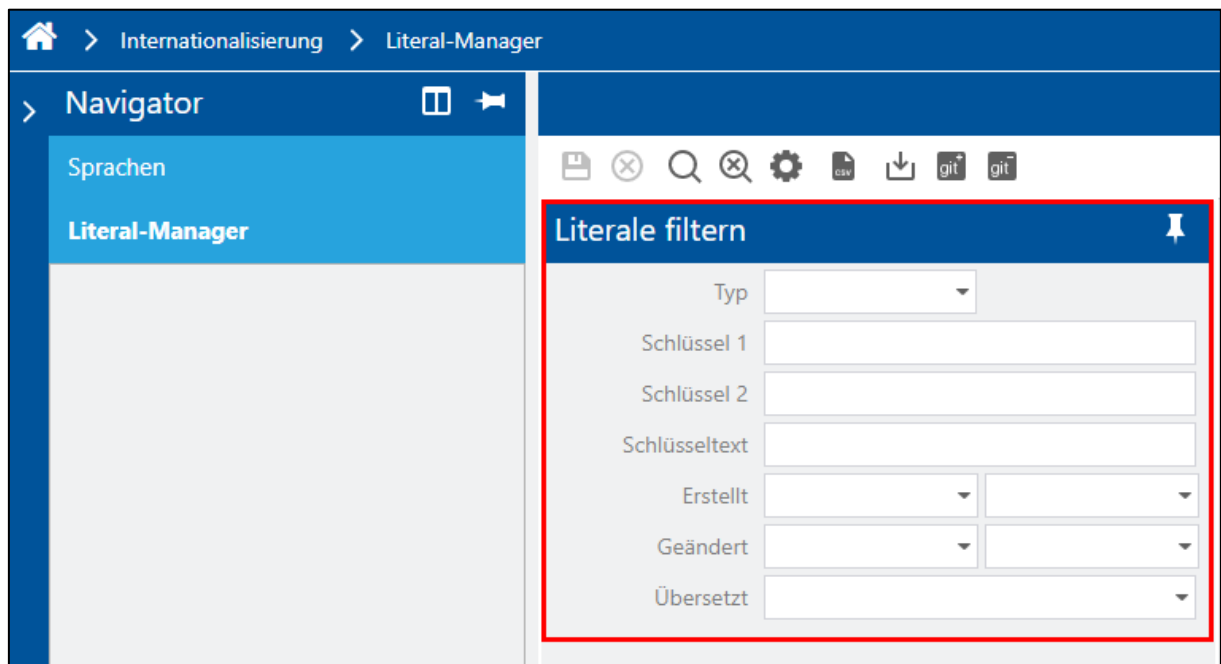 Internationalisierung Literal-Manager
Navigator
Sprachen
Literal-Manager
csv git+ git-
Literale filtern
Typ
Schlüssel 1
Schlüssel 2
Schlüsseltext
Erstellt
Geändert
Übersetzt